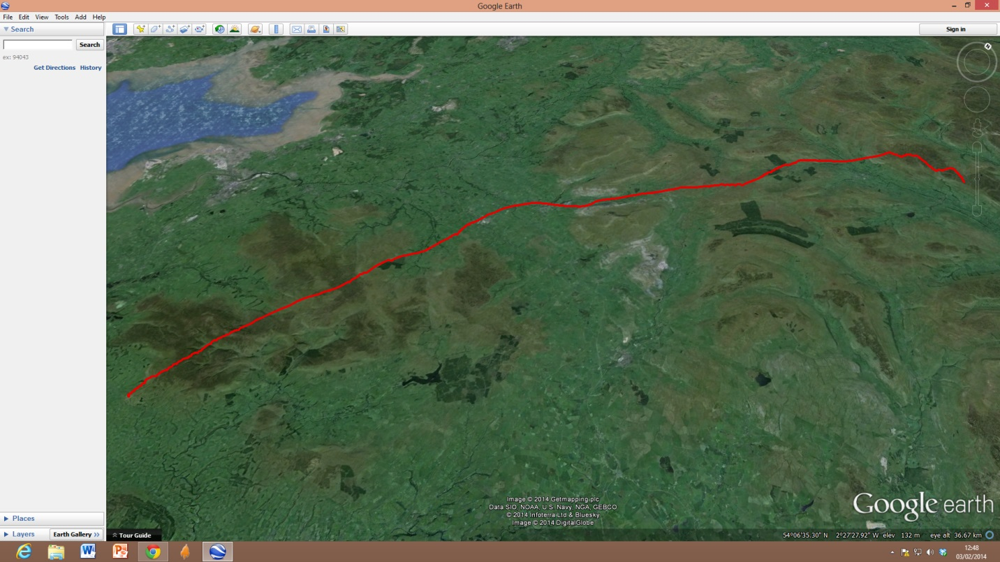 Google Earth
File Edit View Tools Add Help
Search
Sign in
Search
ex: 94043
Get Directions History
Image © 2014 Getmapping plc
Data SIO, NOAA, U.S. Navy, NGA, GEBCO
© 2014 Infoterra Ltd & Bluesky
Image © 2014 DigitalGlobe
Google earth
Places
Layers
Earth Gallery >>
Tour Guide
54°06'35.30" N 2°27'27.92" W elev 132 m eye alt 36.67 km
12:48
03/02/2014